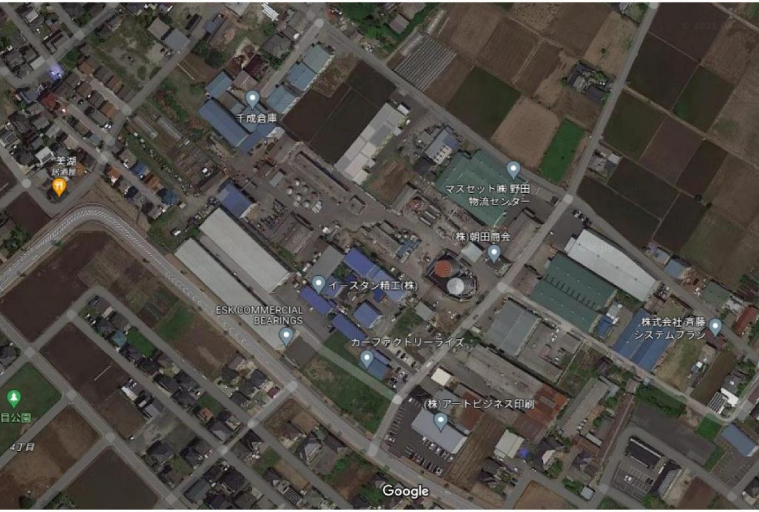 千成倉庫
美湖
居酒屋
マスセット㈱ 野田
物流センター
(株)朝田商会
イースタン精工(株)
ESK COMMERCIAL
BEARINGS
カーファクトリーライズ
株式会社 斉藤
システムプラン
(株)アートビジネス印刷
目公園
4丁目
Google